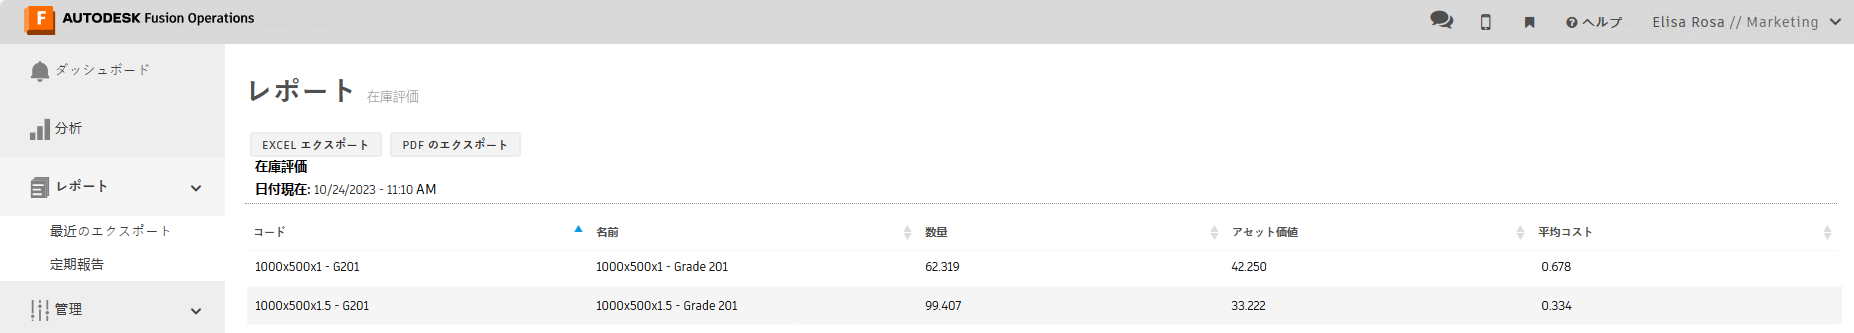 AUTODESK Fusion Operations
ヘルプ
Elisa Rosa // Marketing
ダッシュボード
分析
レポート
最近のエクスポート
定期報告
管理
レポート 在庫評価
EXCEL エクスポート PDF のエクスポート
在庫評価
日付現在: 10/24/2023 - 11:10 AM
コード 名前 数量 アセット価値 平均コスト
1000x500x1 - G201 1000x500x1 - Grade 201 62.319 42.250 0.678
1000x500x1.5 - G201 1000x500x1.5 - Grade 201 99.407 33.222 0.334